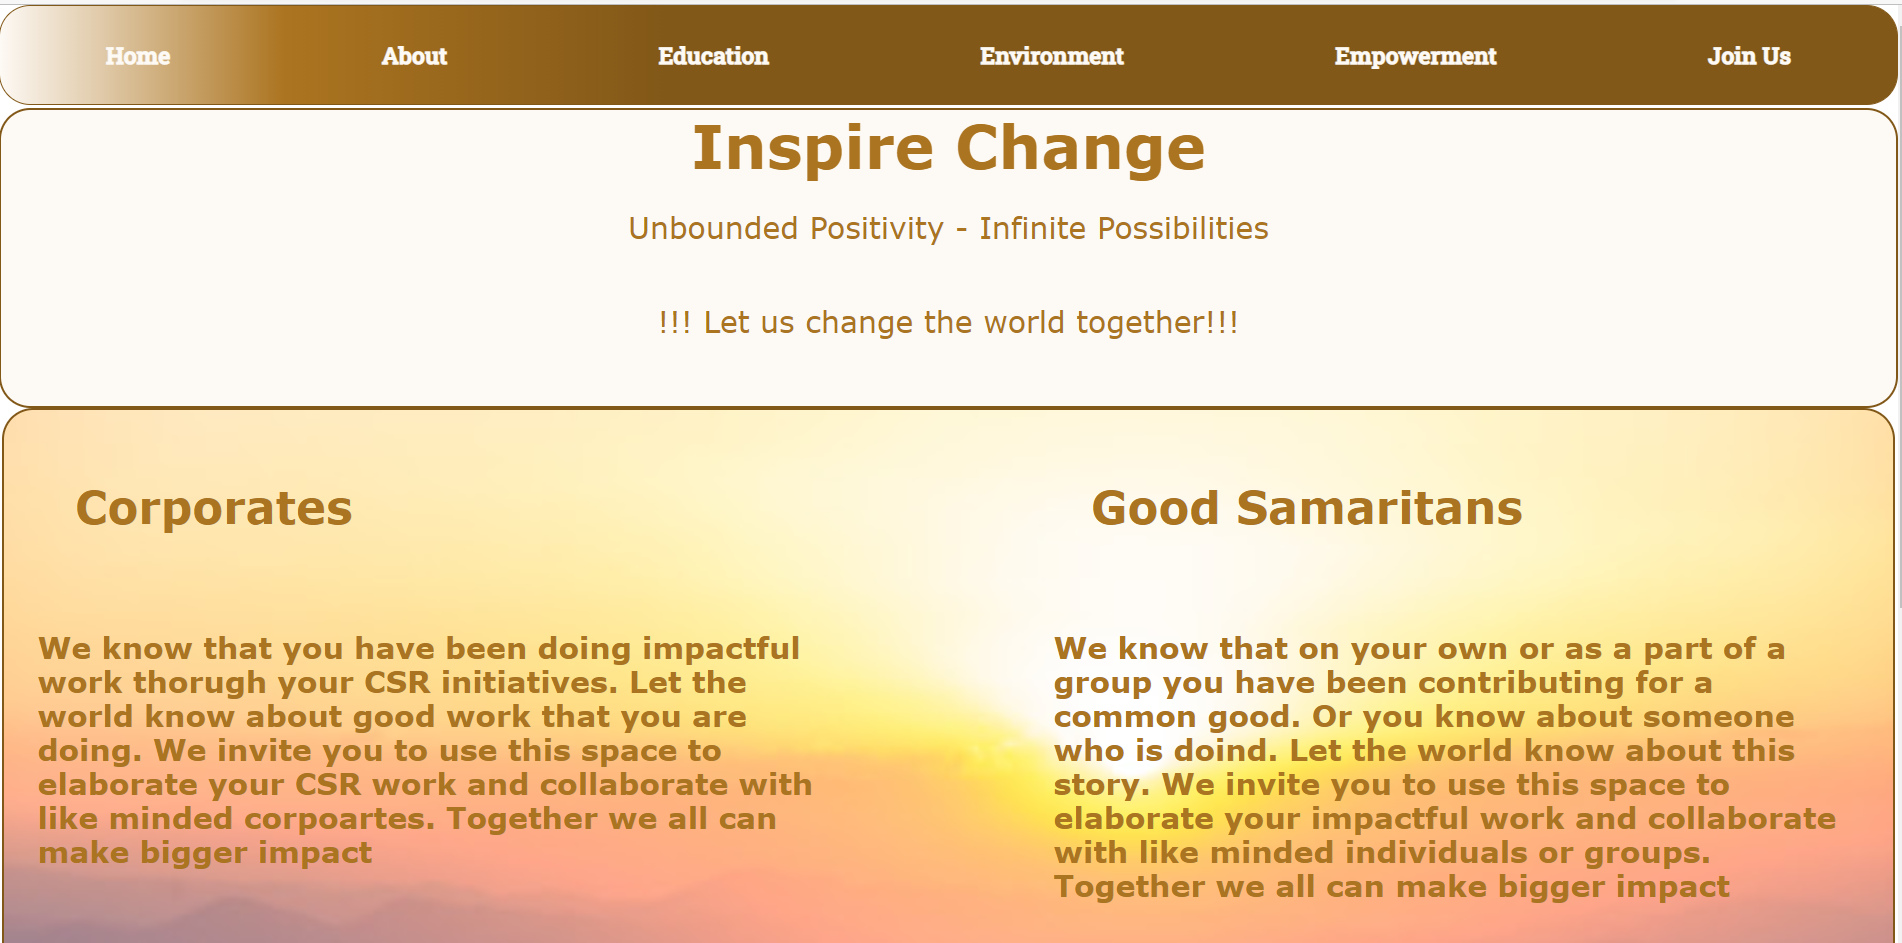 Home About Education Environment Empowerment Join Us
Inspire Change
Unbounded Positivity - Infinite Possibilities
!!! Let us change the world together!!!
Corporates
We know that you have been doing impactful
work thorugh your CSR initiatives. Let the
world know about good work that you are
doing. We invite you to use this space to
elaborate your CSR work and collaborate with
like minded corpoartes. Together we all can
make bigger impact
Good Samaritans
We know that on your own or as a part of a
group you have been contributing for a
common good. Or you know about someone
who is doind. Let the world know about this
story. We invite you to use this space to
elaborate your impactful work and collaborate
with like minded individuals or groups.
Together we all can make bigger impact